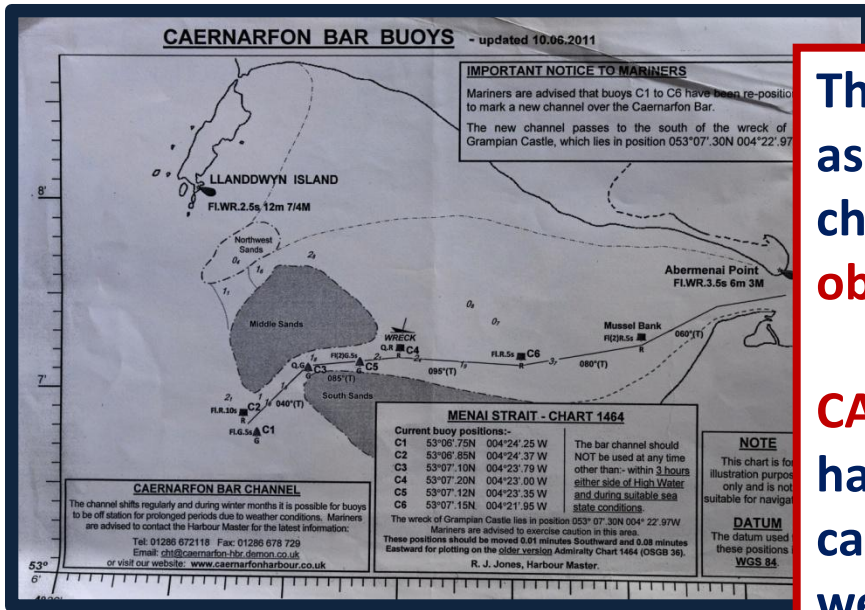 CAERNARFON BAR BUOYS - updated 10.06.2011
IMPORTANT NOTICE TO MARINERS
Mariners are advised that buoys C1 to C6 have been re-position
to mark a new channel over the Caernarfon Bar.
The new channel passes to the south of the wreck of
Grampian Castle, which lies in position 053°07'.30N 004°22'.97W
LLANDDWYN ISLAND
Fl.WR.2.5s 12m 7/4M
8'
Northwest
Sands
0₄
1₆
2₈
1₁
Abermenai Point
Fl.WR.3.5s 6m 3M
Middle Sands
0₈
0₇
WRECK
Mussel Bank
Fl(2)R.5s
R
060°(T)
Q.R
C4
R
Fl(2)G.5s
C5
G
Fl.R.5s
C6
R
3₇
080°(T)
095°(T)
1₉
Q.G
C3
G
085°(T)
7'
South Sands
040°(T)
2₁
Fl.R.10s
C2
R
Fl.G.5s
C1
G
MENAI STRAIT - CHART 1464
Current buoy positions:-
C1 53°06'.75N 004°24'.25 W
C2 53°06'.85N 004°24'.37 W
C3 53°07'.10N 004°23'.79 W
C4 53°07'.20N 004°23'.00 W
C5 53°07'.12N 004°23'.35 W
C6 53°07'.15N. 004°21'.95 W
The bar channel should
NOT be used at any time
other than:- within 3 hours
either side of High Water
and during suitable sea
state conditions.
The wreck of Grampian Castle lies in position 053° 07'.30N 004° 22'.97W
Mariners are advised to exercise caution in this area.
These positions should be moved 0.01 minutes Southward and 0.08 minutes
Eastward for plotting on the older version Admiralty Chart 1464 (OSGB 36).
R. J. Jones, Harbour Master.
CAERNARFON BAR CHANNEL
The channel shifts regularly and during winter months it is possible for buoys
to be off station for prolonged periods due to weather conditions. Mariners
are advised to contact the Harbour Master for the latest information:
Tel: 01286 672118 Fax: 01286 678 729
Email: cht@caernarfon-hbr.demon.co.uk
or visit our website: www.caernarfonharbour.co.uk
NOTE
This chart is for
illustration purpos
only and is not
suitable for navigat
DATUM
The datum used
these positions i
WGS 84.
53°
6'
Th
as
ch
ob
CA
ha
ca
we